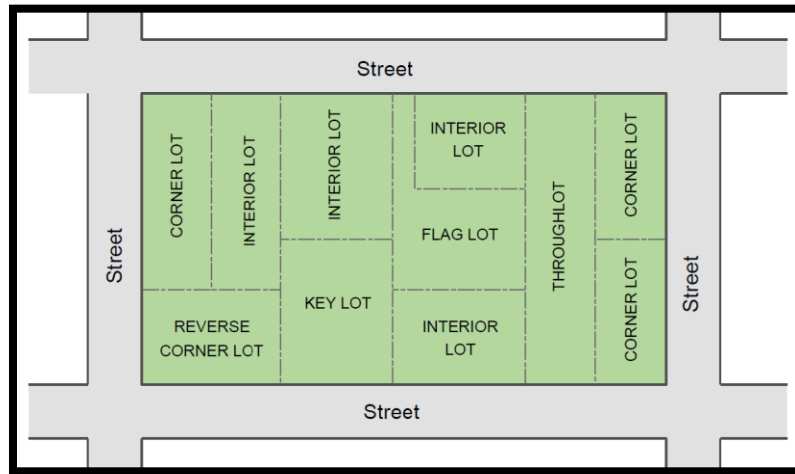 Street
CORNER LOT
INTERIOR LOT
INTERIOR LOT
INTERIOR
LOT
THROUGHLOT
CORNER LOT
FLAG LOT
Street
Street
REVERSE
CORNER LOT
KEY LOT
INTERIOR
LOT
CORNER LOT
Street